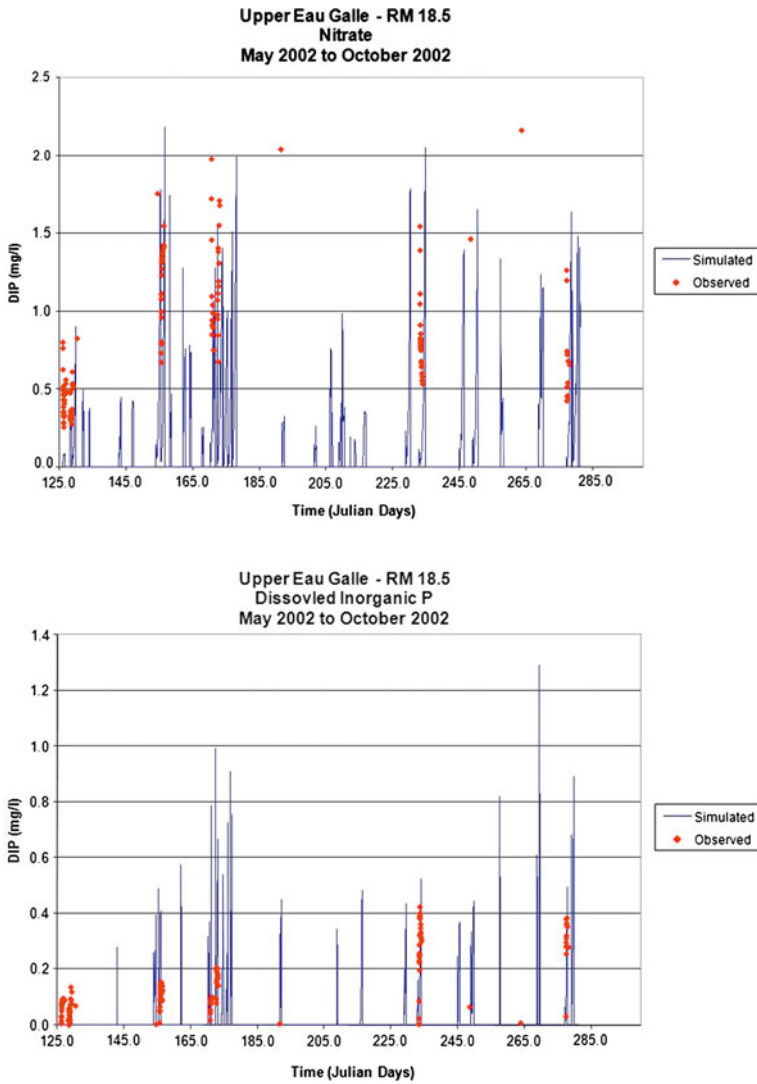 Upper Eau Galle - RM 18.5
Nitrate
May 2002 to October 2002
2.5
2.0
1.5
1.0
0.5
0.0
DIP (mg/l)
125.0 145.0 165.0 185.0 205.0 225.0 245.0 265.0 285.0
Time (Julian Days)
Simulated
Observed
Upper Eau Galle - RM 18.5
Dissovled Inorganic P
May 2002 to October 2002
1.4
1.2
1.0
0.8
0.6
0.4
0.2
0.0
DIP (mg/l)
125.0 145.0 165.0 185.0 205.0 225.0 245.0 265.0 285.0
Time (Julian Days)
Simulated
Observed